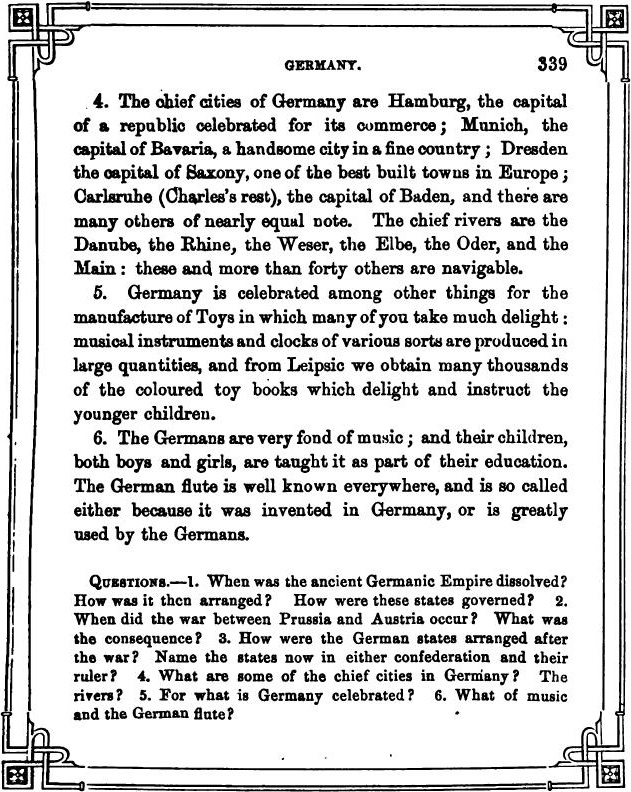 GERMANY. 339
4. The chief cities of Germany are Hamburg, the capital
of a republic celebrated for its commerce; Munich, the
capital of Bavaria, a handsome city in a fine country; Dresden
the capital of Saxony, one of the best built towns in Europe;
Carlsruhe (Charles's rest), the capital of Baden, and there are
many others of nearly equal note. The chief rivers are the
Danube, the Rhine, the Weser, the Elbe, the Oder, and the
Main: these and more than forty others are navigable.
5. Germany is celebrated among other things for the
manufacture of Toys in which many of you take much delight:
musical instruments and clocks of various sorts are produced in
large quantities, and from Leipsic we obtain many thousands
of the coloured toy books which delight and instruct the
younger children.
6. The Germans are very fond of music; and their children,
both boys and girls, are taught it as part of their education.
The German flute is well known everywhere, and is so called
either because it was invented in Germany, or is greatly
used by the Germans.
QUESTIONS.—1. When was the ancient Germanic Empire dissolved?
How was it then arranged? How were these states governed? 2.
When did the war between Prussia and Austria occur? What was
the consequence? 3. How were the German states arranged after
the war? Name the states now in either confederation and their
ruler? 4. What are some of the chief cities in Germany? The
rivers? 5. For what is Germany celebrated? 6. What of music
and the German flute?